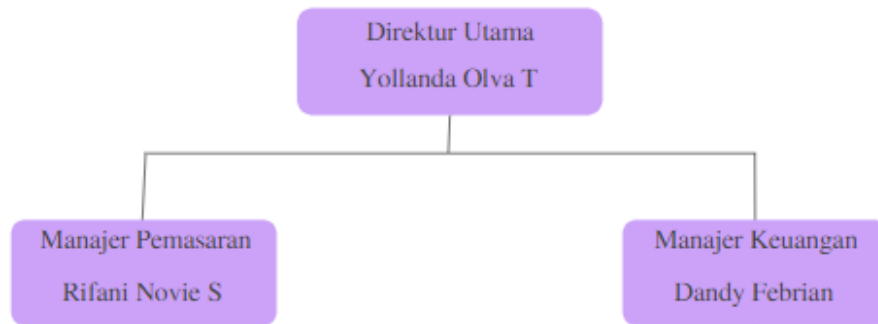 Direktur Utama
Yollanda Olva T
Manajer Pemasaran
Rifani Novie S
Manajer Keuangan
Dandy Febrian